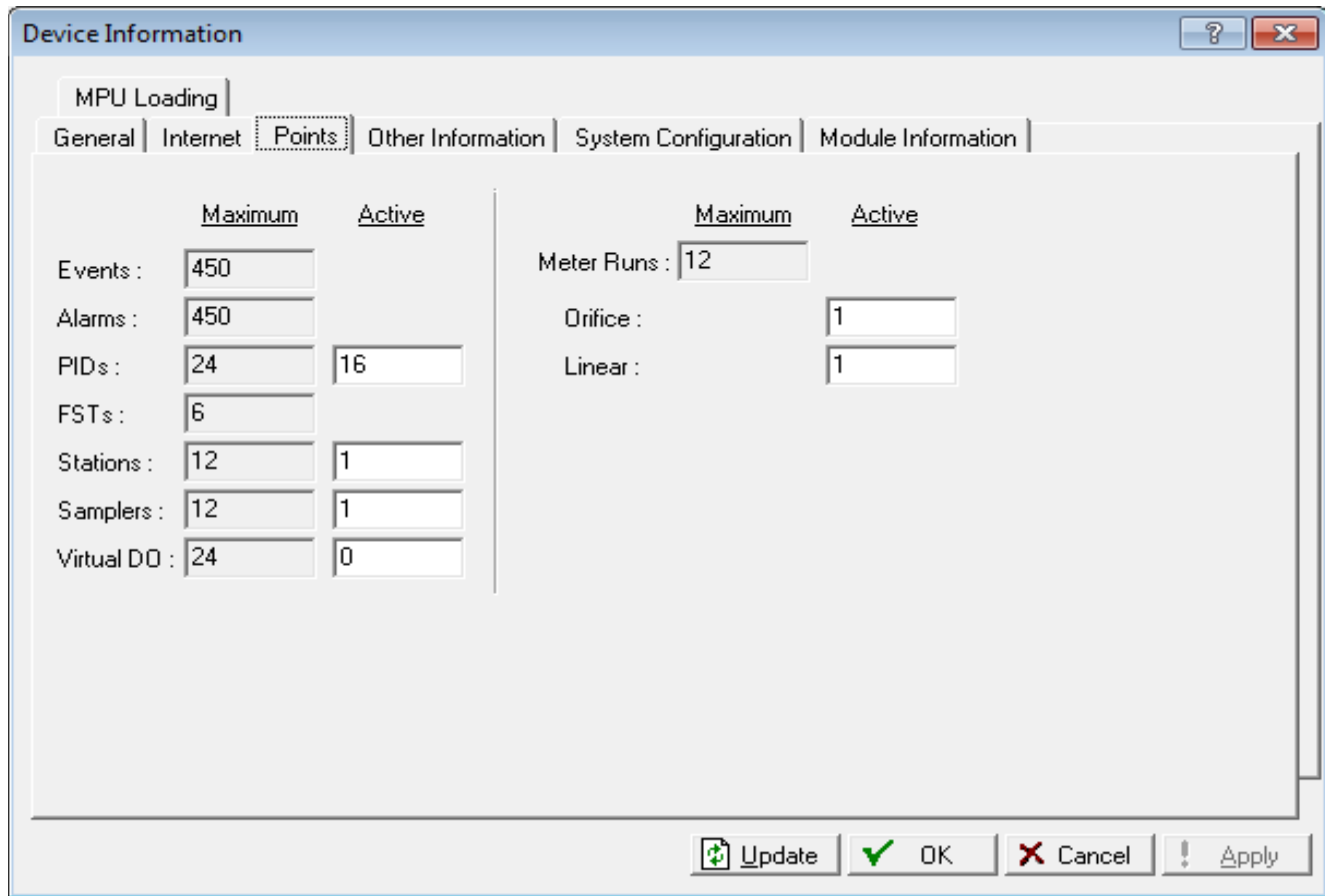 Device Information
MPU Loading
General Internet Points Other Information System Configuration Module Information
Maximum Active
Events : 450
Alarms : 450
PIDs : 24 16
FSTs : 6
Stations : 12 1
Samplers : 12 1
Virtual DO : 24 0
Maximum Active
Meter Runs : 12
Orifice : 1
Linear : 1
Update OK Cancel Apply